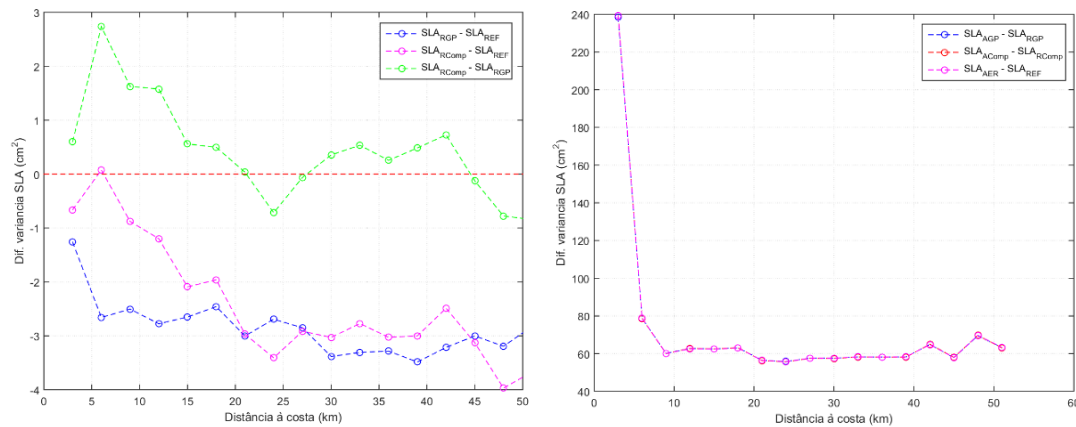 3
2
1
0
-1
-2
-3
-4
Dif. variancia SLA (cm²)
0 5 10 15 20 25 30 35 40 45 50
Distância á costa (km)
SLA_RGP - SLA_REF
SLA_RComp - SLA_REF
SLA_RComp - SLA_RGP
240
220
200
180
160
140
120
100
80
60
40
Dif. variancia SLA (cm²)
0 10 20 30 40 50 60
Distância á costa (km)
SLA_AGP - SLA_RGP
SLA_AComp - SLA_RComp
SLA_AER - SLA_REF